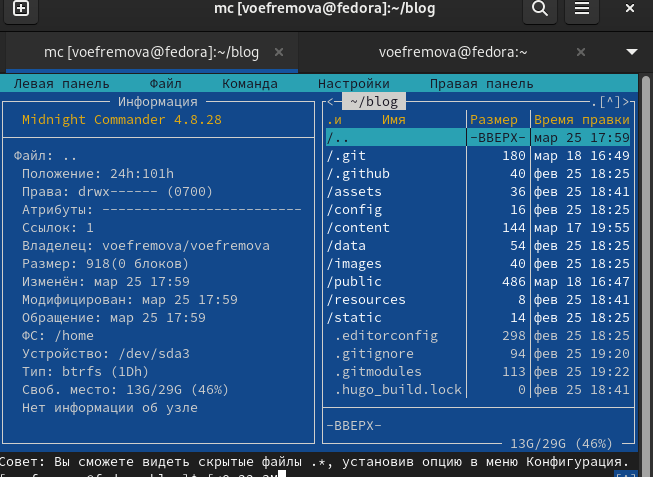 mc [voefremova@fedora]:~/blog
mc [voefremova@fedora]:~/blog
voefremova@fedora:~
Левая панель Файл Команда Настройки Правая панель
Информация
Midnight Commander 4.8.28
Файл: ..
Положение: 24h:101h
Права: drwx------ (0700)
Атрибуты: -------------------------
Ссылок: 1
Владелец: voefremova/voefremova
Размер: 918(0 блоков)
Изменён: мар 25 17:59
Модифицирован: мар 25 17:59
Обращение: мар 25 17:59
ФС: /home
Устройство: /dev/sda3
Тип: btrfs (1Dh)
Своб. место: 13G/29G (46%)
Нет информации об узле
<- ~/blog .[^]>
.и Имя Размер Время правки
/.. -ВВЕРХ- мар 25 17:59
/.git 180 мар 18 16:49
/.github 40 фев 25 18:25
/assets 36 фев 25 18:41
/config 16 фев 25 18:25
/content 144 мар 17 19:55
/data 54 фев 25 18:25
/images 40 фев 25 18:25
/public 486 мар 18 16:47
/resources 8 фев 25 18:41
/static 14 фев 25 18:25
.editorconfig 298 фев 25 18:25
.gitignore 94 фев 25 19:20
.gitmodules 113 фев 25 19:22
.hugo_build.lock 0 фев 25 18:41
-ВВЕРХ-
13G/29G (46%)
Совет: Вы сможете видеть скрытые файлы .*, установив опцию в меню Конфигурация.